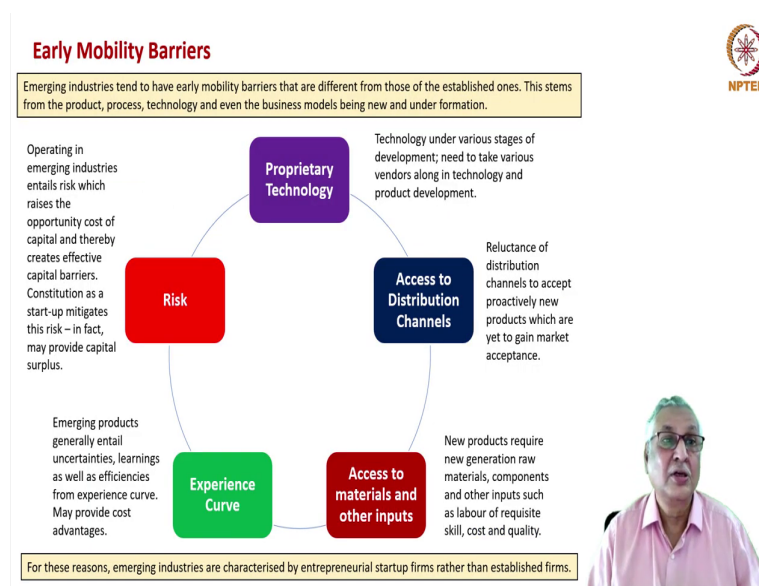 Early Mobility Barriers
Emerging industries tend to have early mobility barriers that are different from those of the established ones. This stems
from the product, process, technology and even the business models being new and under formation.
Proprietary
Technology
Technology under various stages of
development; need to take various
vendors along in technology and
product development.
Access to
Distribution
Channels
Reluctance of
distribution
channels to accept
proactively new
products which are
yet to gain market
acceptance.
Access to
materials and
other inputs
New products require
new generation raw
materials, components
and other inputs such
as labour of requisite
skill, cost and quality.
Experience
Curve
Emerging products
generally entail
uncertainties, learnings
as well as efficiencies
from experience curve.
May provide cost
advantages.
Risk
Operating in
emerging industries
entails risk which
raises the
opportunity cost of
capital and thereby
creates effective
capital barriers.
Constitution as a
start-up mitigates
this risk – in fact,
may provide capital
surplus.
For these reasons, emerging industries are characterised by entrepreneurial startup firms rather than established firms.